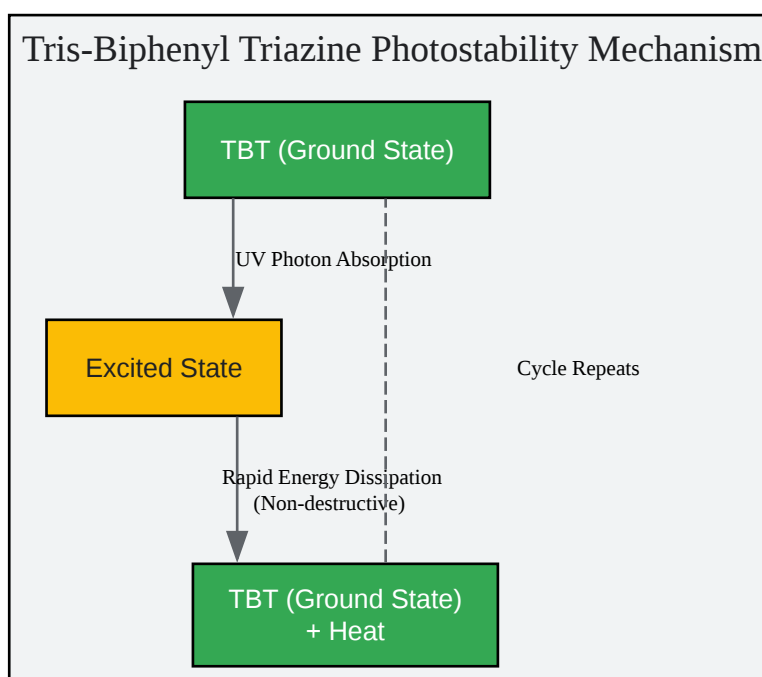 Tris-Biphenyl Triazine Photostability Mechanism
TBT (Ground State)
UV Photon Absorption
Excited State
Cycle Repeats
Rapid Energy Dissipation
(Non-destructive)
TBT (Ground State)
+ Heat